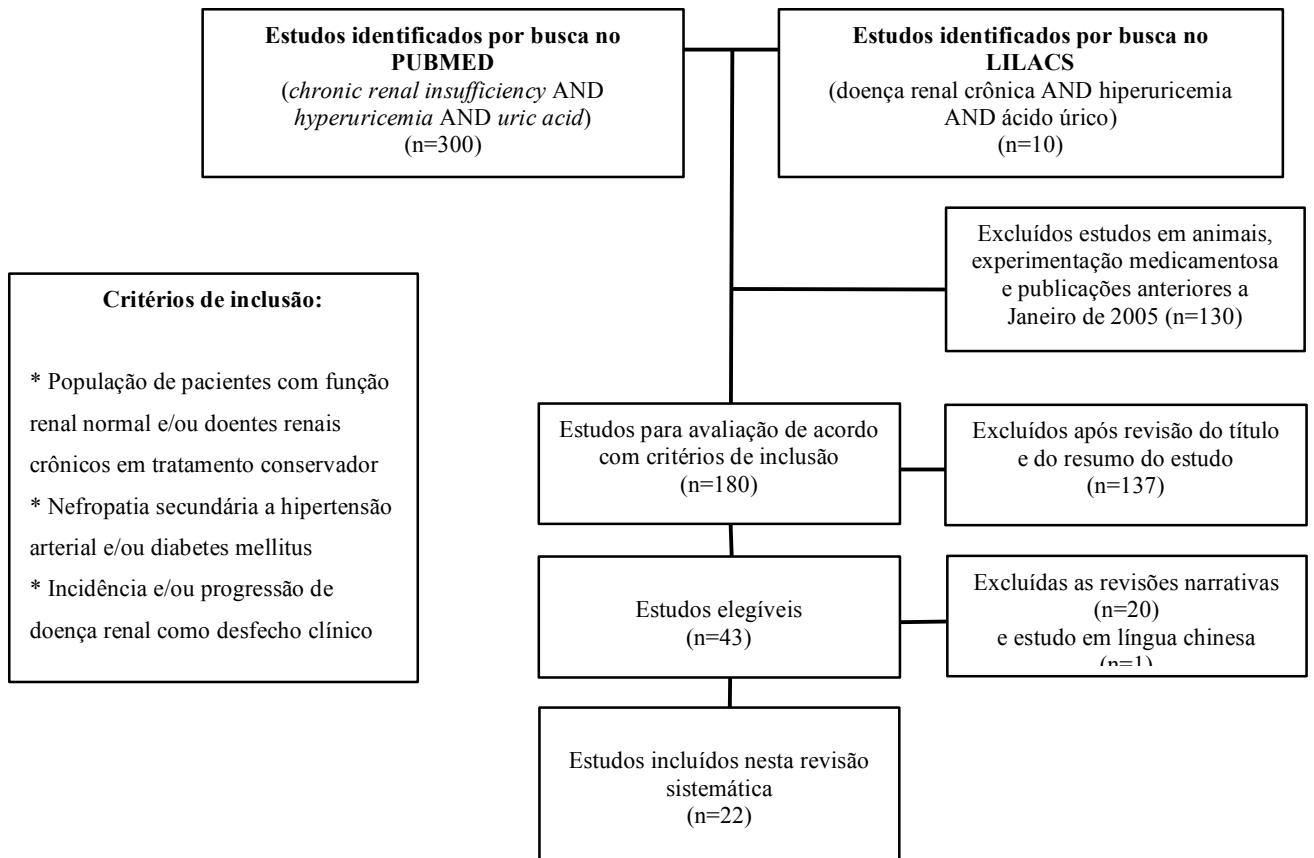 Estudos identificados por busca no
PUBMED
(chronic renal insufficiency AND
hyperuricemia AND uric acid)
(n=300)
Estudos identificados por busca no
LILACS
(doença renal crônica AND hiperuricemia
AND ácido úrico)
(n=10)
Excluídos estudos em animais,
experimentação medicamentosa
e publicações anteriores a
Janeiro de 2005 (n=130)
Critérios de inclusão:
* População de pacientes com função
renal normal e/ou doentes renais
crônicos em tratamento conservador
* Nefropatia secundária a hipertensão
arterial e/ou diabetes mellitus
* Incidência e/ou progressão de
doença renal como desfecho clínico
Estudos para avaliação de acordo
com critérios de inclusão
(n=180)
Excluídos após revisão do título
e do resumo do estudo
(n=137)
Estudos elegíveis
(n=43)
Excluídas as revisões narrativas
(n=20)
e estudo em língua chinesa
(n=1)
Estudos incluídos nesta revisão
sistemática
(n=22)